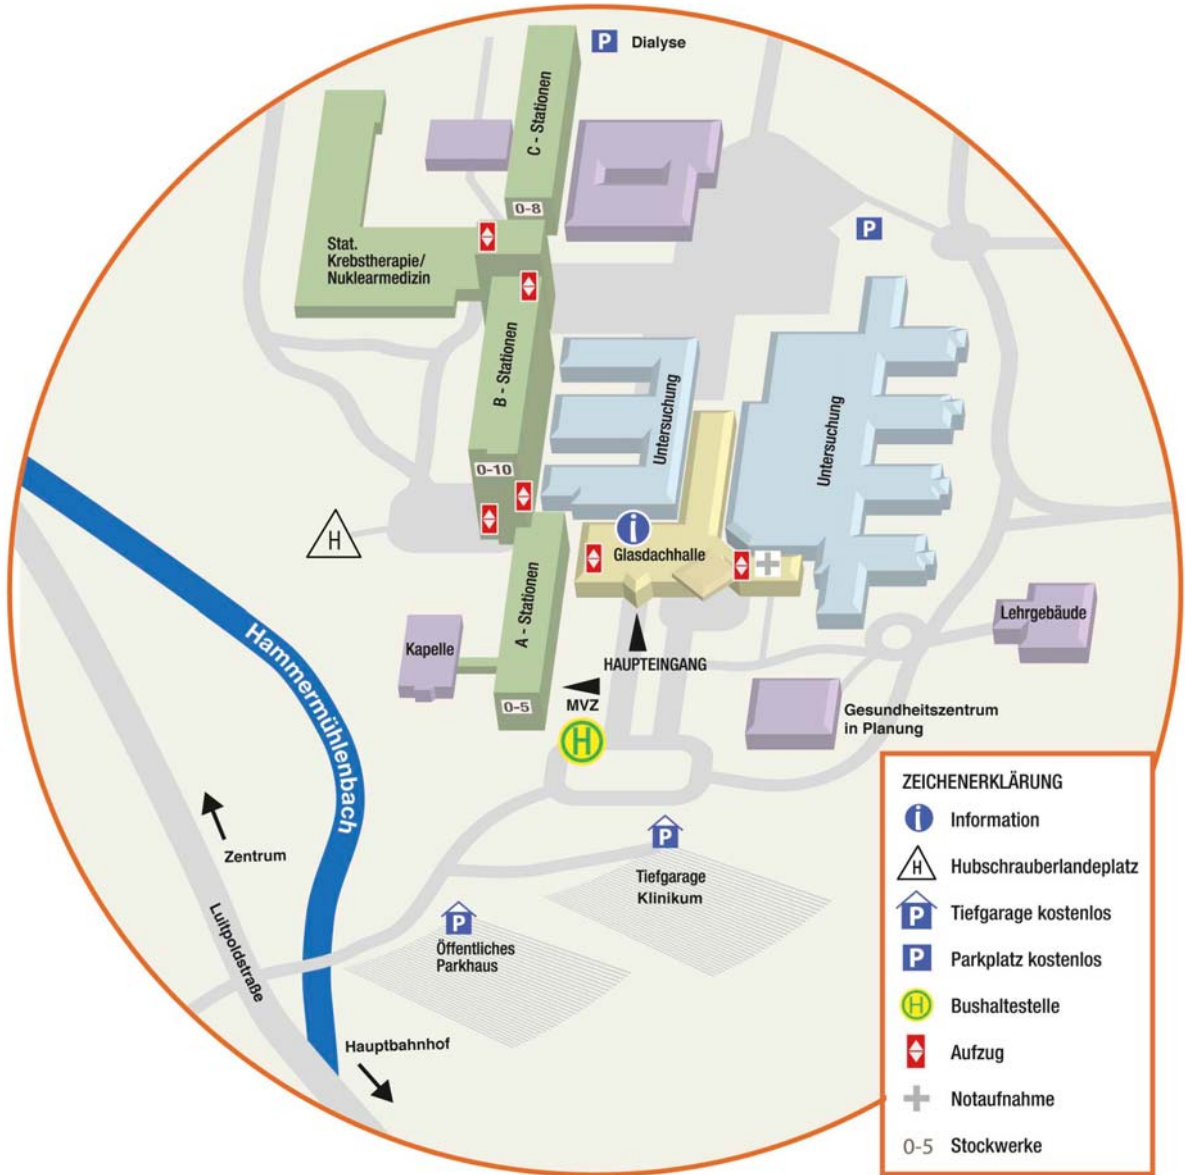 P Dialyse
C - Stationen
0-8
P
Stat.
Krebstherapie/
Nuklearmedizin
B - Stationen
Untersuchung
Untersuchung
0-10
H
i
Glasdachhalle
A - Stationen
Kapelle
HAUPTEINGANG
Lehrgebäude
0-5
MVZ
H
Gesundheitszentrum
in Planung
Hammermühlenbach
Zentrum
Luitpoldstraße
P
Tiefgarage
Klinikum
P
Öffentliches
Parkhaus
Hauptbahnhof
ZEICHENERKLÄRUNG
i Information
H Hubschrauberlandeplatz
P Tiefgarage kostenlos
P Parkplatz kostenlos
H Bushaltestelle
Aufzug
Notaufnahme
0-5 Stockwerke